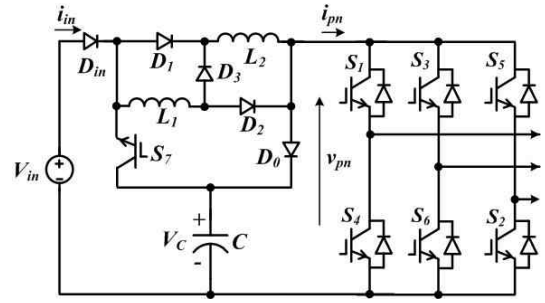 i_in
i_pn
D_in
D_1
L_2
D_3
L_1
D_2
S_7
D_0
V_in
+
-
v_pn
V_C
+
-
C
S_1
S_3
S_5
S_4
S_6
S_2